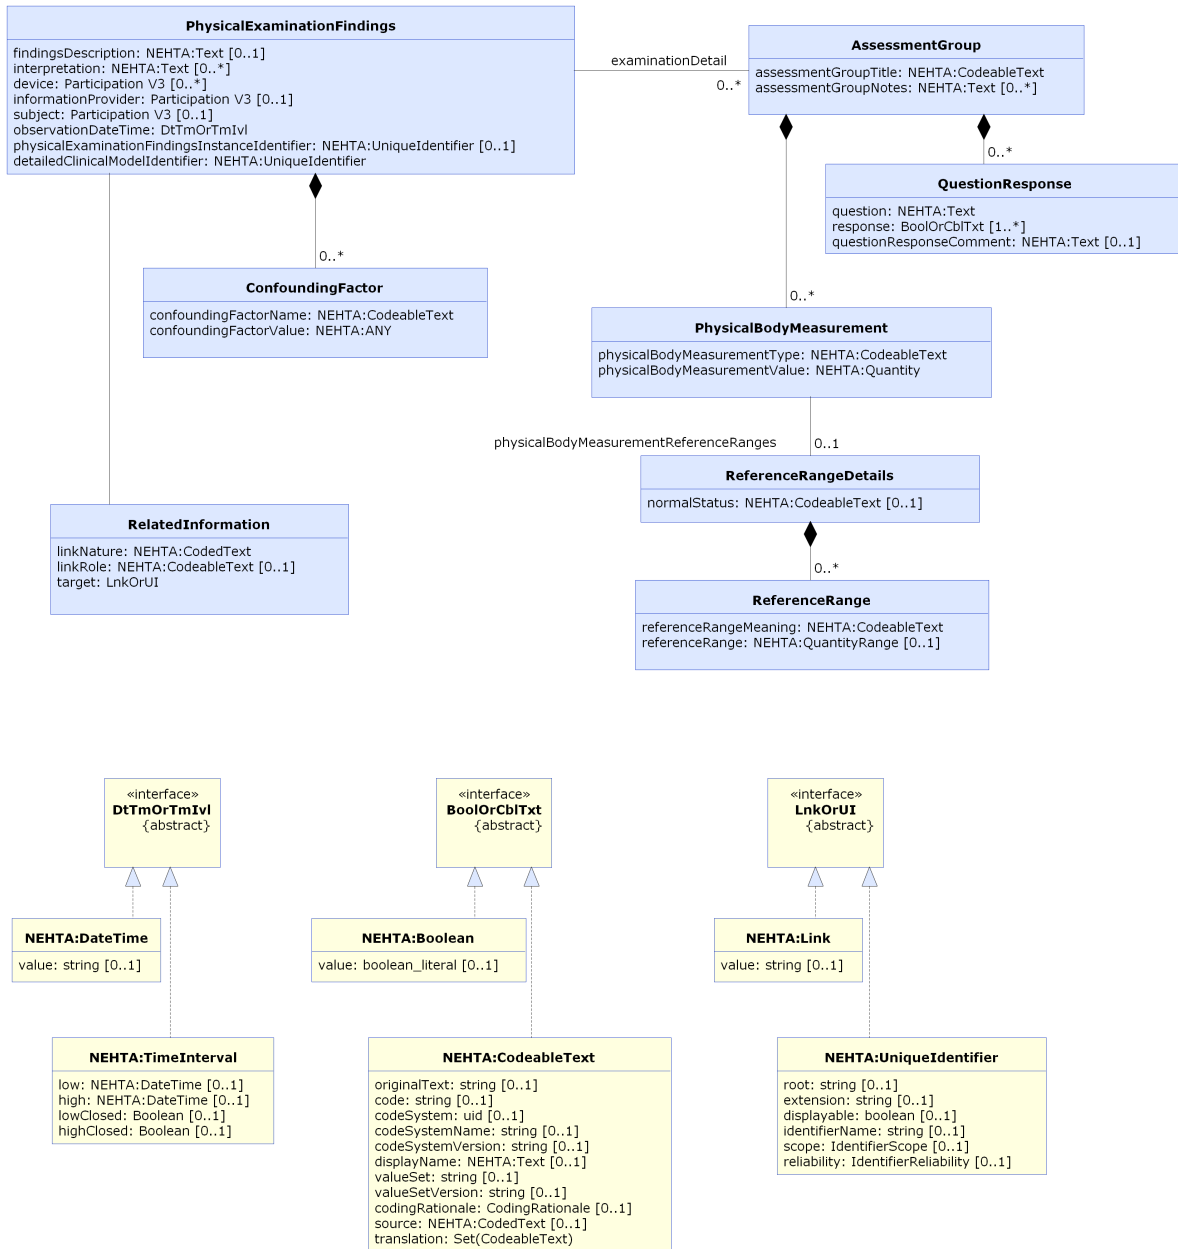 PhysicalExaminationFindings
findingsDescription: NEHTA:Text [0..1]
interpretation: NEHTA:Text [0..*]
device: Participation V3 [0..*]
informationProvider: Participation V3 [0..1]
subject: Participation V3 [0..1]
observationDateTime: DtTmOrTmIvl
physicalExaminationFindingsInstanceIdentifier: NEHTA:UniqueIdentifier [0..1]
detailedClinicalModelIdentifier: NEHTA:UniqueIdentifier
examinationDetail
0..*
AssessmentGroup
assessmentGroupTitle: NEHTA:CodeableText
assessmentGroupNotes: NEHTA:Text [0..*]
0..*
QuestionResponse
question: NEHTA:Text
response: BoolOrCblTxt [1..*]
questionResponseComment: NEHTA:Text [0..1]
0..*
ConfoundingFactor
confoundingFactorName: NEHTA:CodeableText
confoundingFactorValue: NEHTA:ANY
0..*
PhysicalBodyMeasurement
physicalBodyMeasurementType: NEHTA:CodeableText
physicalBodyMeasurementValue: NEHTA:Quantity
physicalBodyMeasurementReferenceRanges
0..1
ReferenceRangeDetails
normalStatus: NEHTA:CodeableText [0..1]
RelatedInformation
linkNature: NEHTA:CodedText
linkRole: NEHTA:CodeableText [0..1]
target: LnkOrUI
0..*
ReferenceRange
referenceRangeMeaning: NEHTA:CodeableText
referenceRange: NEHTA:QuantityRange [0..1]
«interface»
DtTmOrTmIvl
{abstract}
«interface»
BoolOrCblTxt
{abstract}
«interface»
LnkOrUI
{abstract}
NEHTA:DateTime
value: string [0..1]
NEHTA:Boolean
value: boolean_literal [0..1]
NEHTA:Link
value: string [0..1]
NEHTA:TimeInterval
low: NEHTA:DateTime [0..1]
high: NEHTA:DateTime [0..1]
lowClosed: Boolean [0..1]
highClosed: Boolean [0..1]
NEHTA:CodeableText
originalText: string [0..1]
code: string [0..1]
codeSystem: uid [0..1]
codeSystemName: string [0..1]
codeSystemVersion: string [0..1]
displayName: NEHTA:Text [0..1]
valueSet: string [0..1]
valueSetVersion: string [0..1]
codingRationale: CodingRationale [0..1]
source: NEHTA:CodedText [0..1]
translation: Set(CodeableText)
NEHTA:UniqueIdentifier
root: string [0..1]
extension: string [0..1]
displayable: boolean [0..1]
identifierName: string [0..1]
scope: IdentifierScope [0..1]
reliability: IdentifierReliability [0..1]